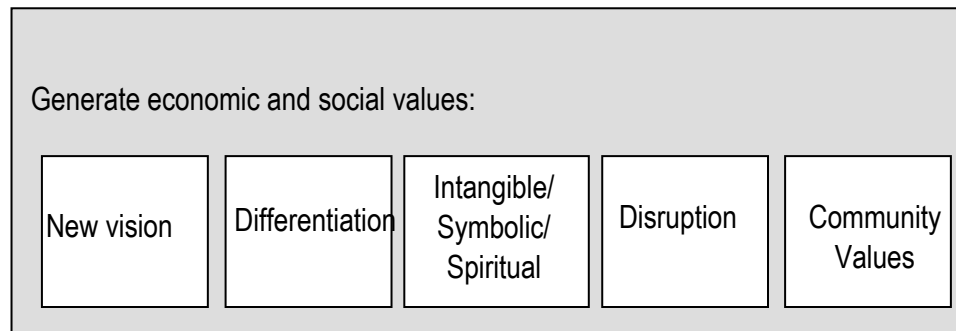 Generate economic and social values:
New vision
Differentiation
Intangible/
Symbolic/
Spiritual
Disruption
Community
Values